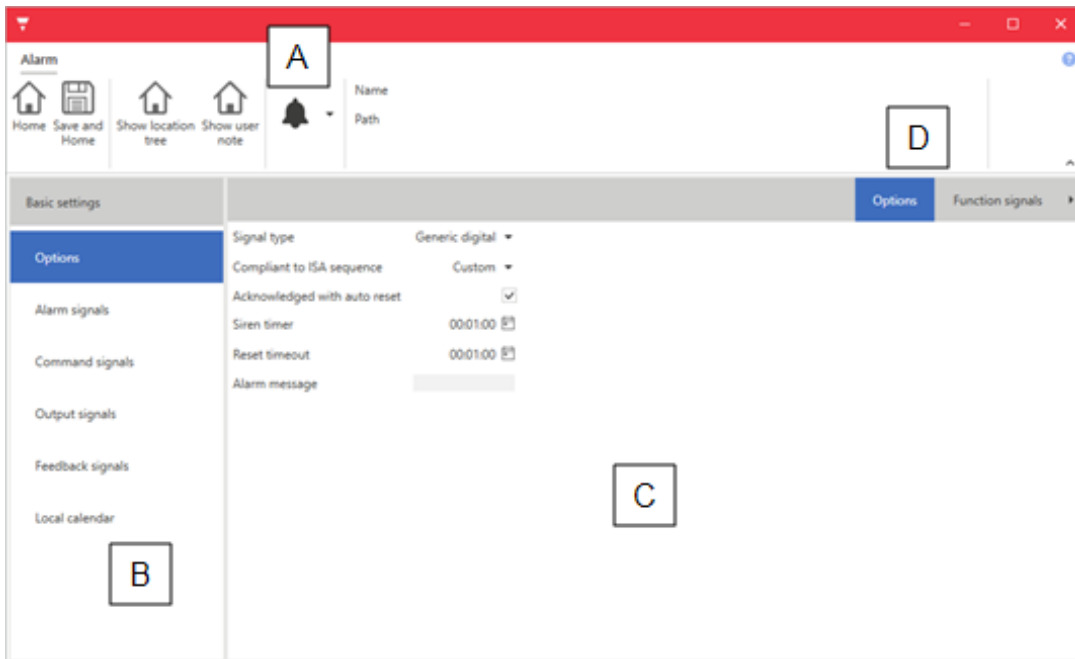 A
Alarm
Name
Path
Home
Save and Home
Show location tree
Show user note
D
Basic settings
Options
Function signals
Options
Alarm signals
Command signals
Output signals
Feedback signals
Local calendar
B
Signal type Generic digital
Compliant to ISA sequence Custom
Acknowledged with auto reset
Siren timer 00:01:00
Reset timeout 00:01:00
Alarm message
C